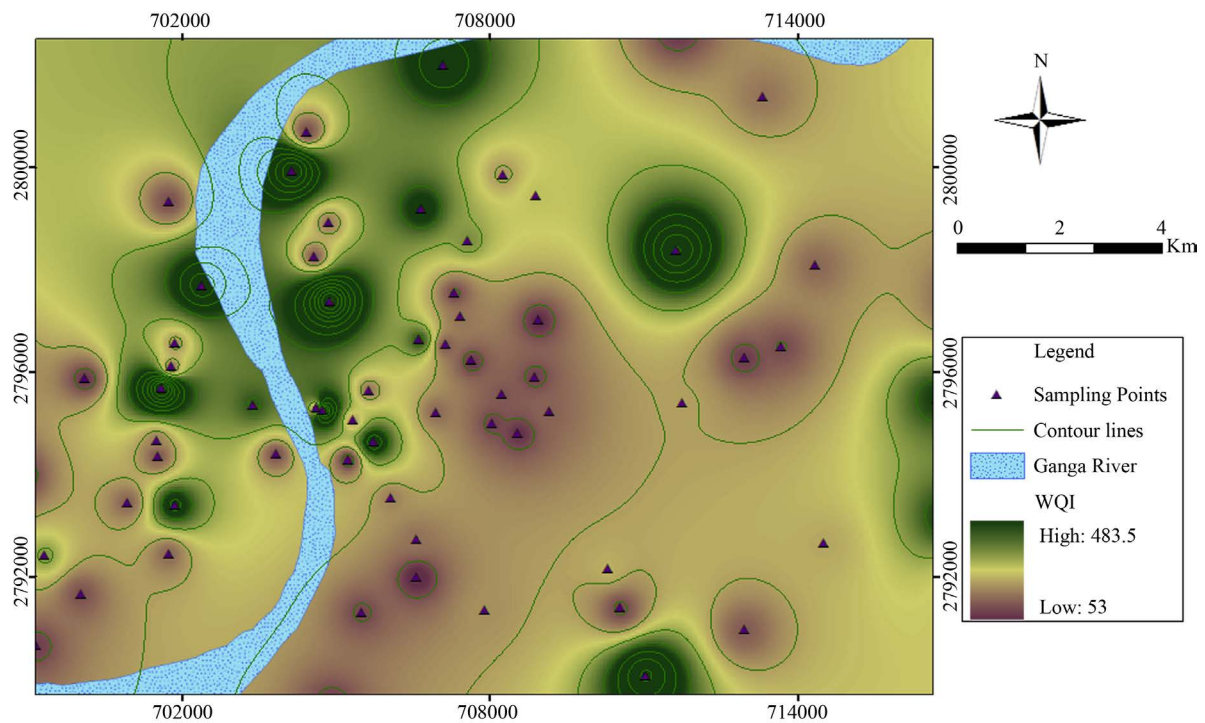 702000 708000 714000
N
2800000 2800000
0 2 4
Km
2796000 2796000
Legend
Sampling Points
Contour lines
Ganga River
WQI
High: 483.5
Low: 53
2792000 2792000
702000 708000 714000